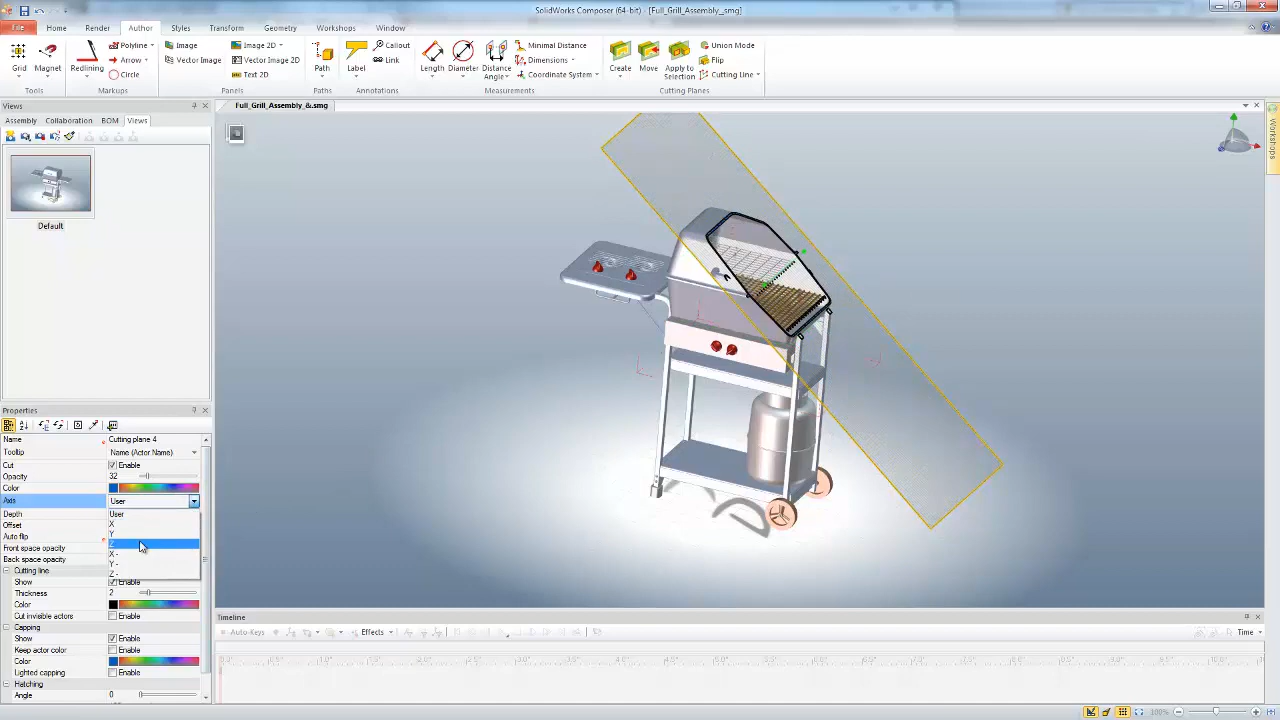 SolidWorks Composer (64-bit) - [Full_Grill_Assembly_.smg]
File Home Render Author Styles Transform Geometry Workshops Window
Polyline Image Image 2D Callout Minimal Distance Union Mode
Arrow Vector Image Vector Image 2D Link Dimensions Flip
Grid Magnet Redlining Circle Text 2D Path Label Length Diameter Distance Angle Coordinate System Create Move Apply to Selection Cutting Line
Tools Markups Panels Paths Annotations Measurements Cutting Planes
Views
Full_Grill_Assembly_&.smg
Assembly Collaboration BOM Views
Workshops
Default
Properties
Name Cutting plane 4
Tooltip Name (Actor Name)
Cut Enable
Opacity 32
Color
Axis User
Depth User
Offset X
Y
Auto flip Z
Front space opacity X -
Back space opacity Y -
Cutting line Z -
Show Enable
Thickness 2
Color
Cut invisible actors Enable
Capping
Show Enable
Keep actor color Enable
Color
Lighted capping Enable
Hatching
Angle 0
Timeline
Auto-Keys Effects Time
100%